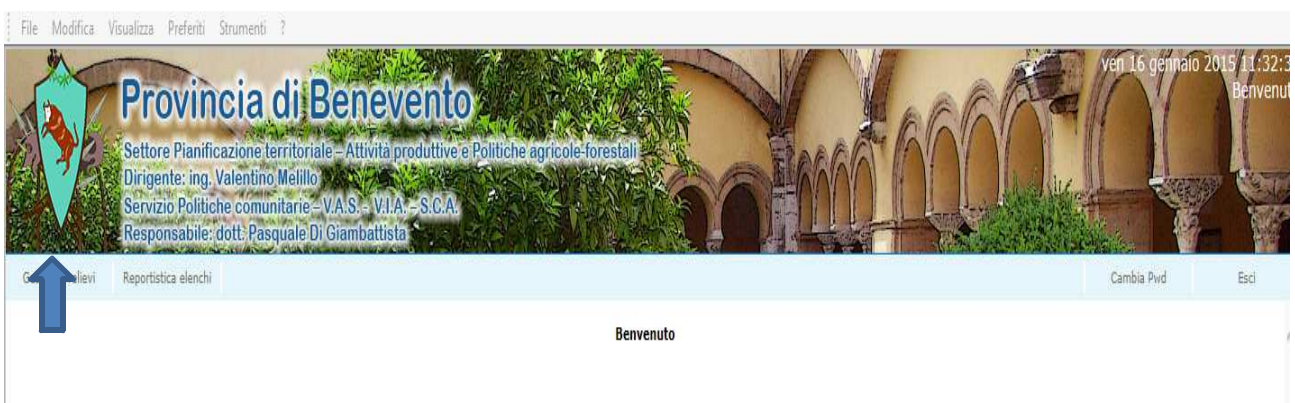 File Modifica Visualizza Preferiti Strumenti ?
ven 16 gennaio 2015 11:32:3
Benvenut
Provincia di Benevento
Settore Pianificazione territoriale – Attività produttive e Politiche agricole-forestali
Dirigente: ing. Valentino Melillo
Servizio Politiche comunitarie – V.A.S. – V.I.A. – S.C.A.
Responsabile: dott. Pasquale Di Giambattista
Reportistica elenchi Cambia Pwd Esci
Benvenuto